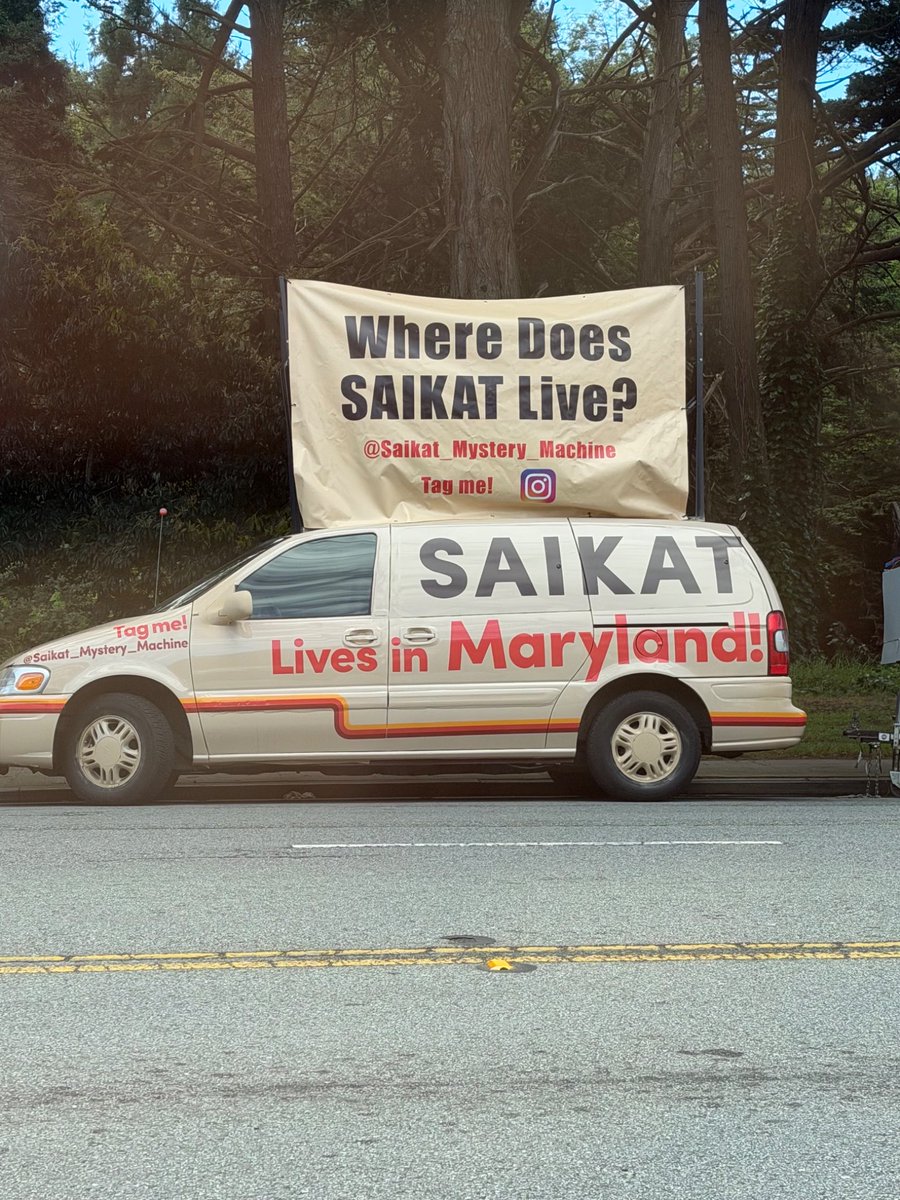 Where Does
SAIKAT Live?
@Saikat_Mystery_Machine
Tag me!
SAIKAT
Lives in Maryland!
Tag me!
@Saikat_Mystery_Machine